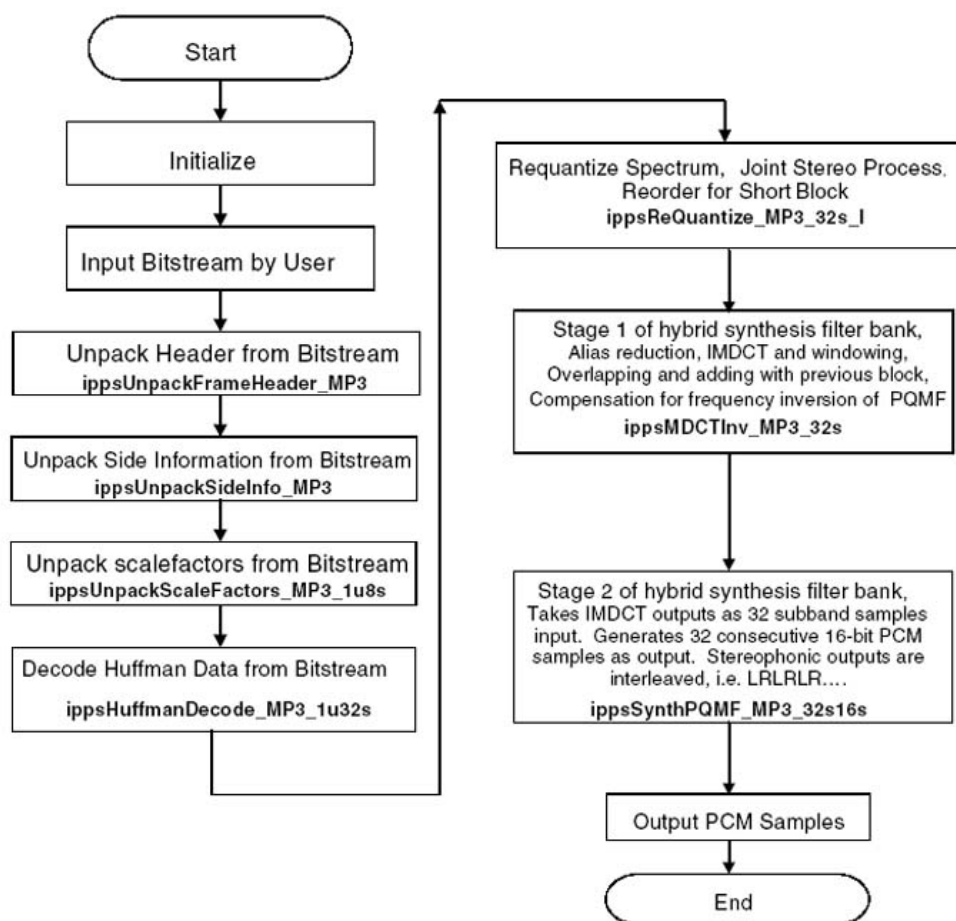 Start
Initialize
Input Bitstream by User
Unpack Header from Bitstream
ippsUnpackFrameHeader_MP3
Unpack Side Information from Bitstream
ippsUnpackSideInfo_MP3
Unpack scalefactors from Bitstream
ippsUnpackScaleFactors_MP3_1u8s
Decode Huffman Data from Bitstream
ippsHuffmanDecode_MP3_1u32s
Requantize Spectrum, Joint Stereo Process,
Reorder for Short Block
ippsReQuantize_MP3_32s_I
Stage 1 of hybrid synthesis filter bank,
Alias reduction, IMDCT and windowing,
Overlapping and adding with previous block,
Compensation for frequency inversion of PQMF
ippsMDCTInv_MP3_32s
Stage 2 of hybrid synthesis filter bank,
Takes IMDCT outputs as 32 subband samples
input. Generates 32 consecutive 16-bit PCM
samples as output. Stereophonic outputs are
interleaved, i.e. LRLRLR....
ippsSynthPQMF_MP3_32s16s
Output PCM Samples
End